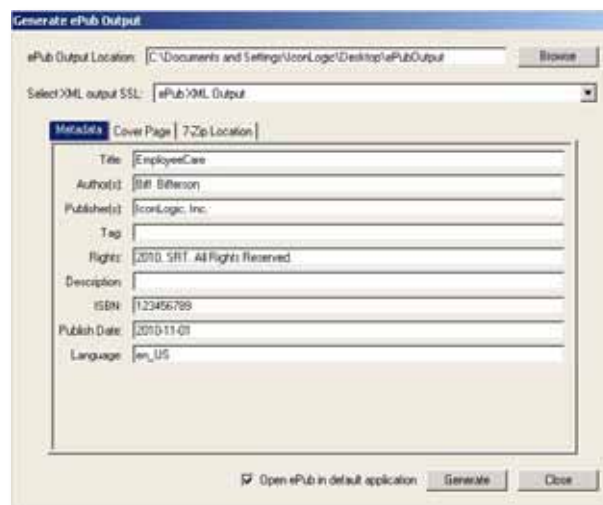 Generate ePub Output
ePub Output Location: C:\Documents and Settings\IconLogic\Desktop\ePubOutput Browse
Select XML output SSL: ePub XML Output
Metadata Cover Page 7-Zip Location
Title: EmployeeCare
Author(s): Biff Bifferson
Publisher(s): IconLogic, Inc.
Tag:
Rights: 2010, SRT. All Rights Reserved
Description:
ISBN: 123456789
Publish Date: 2010-11-01
Language: en_US
Open ePub in default application Generate Close